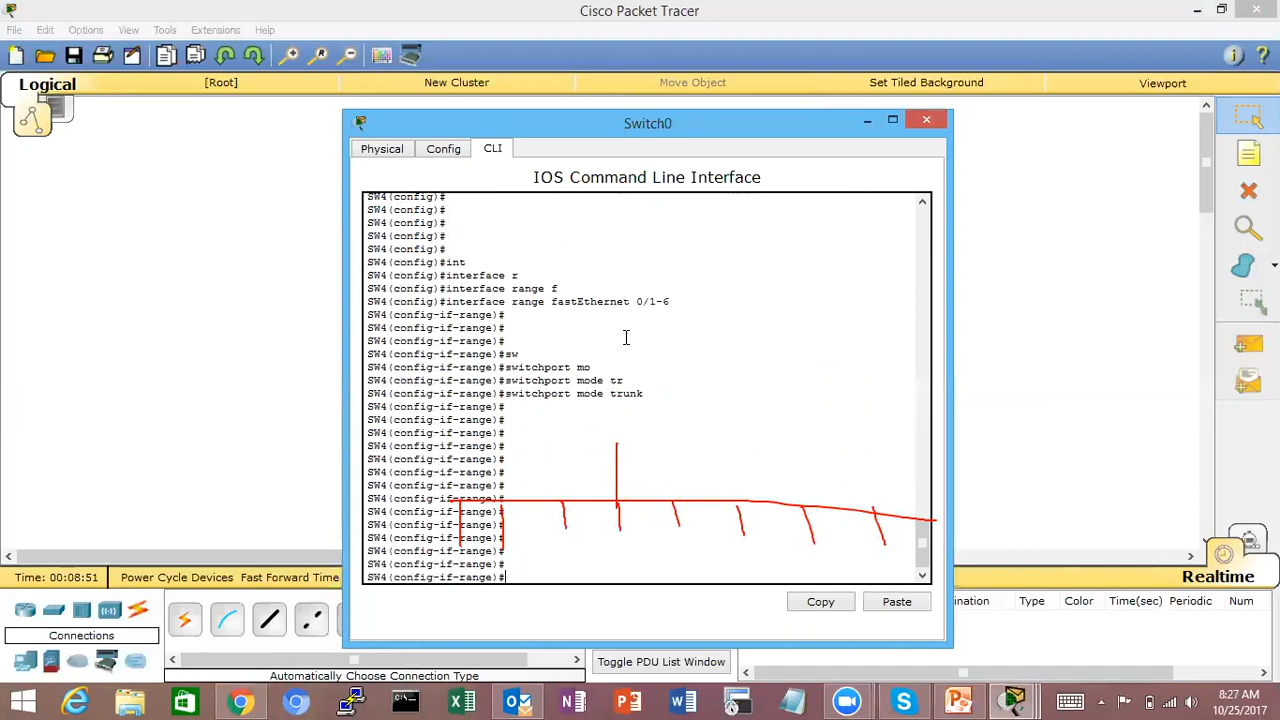 Cisco Packet Tracer
File Edit Options View Tools Extensions Help
Logical [Root] New Cluster Move Object Set Tiled Background Viewport
Switch0
Physical Config CLI
IOS Command Line Interface
SW4(config)#
SW4(config)#
SW4(config)#
SW4(config)#
SW4(config)#
SW4(config)#int
SW4(config)#interface r
SW4(config)#interface range f
SW4(config)#interface range fastEthernet 0/1-6
SW4(config-if-range)#
SW4(config-if-range)#
SW4(config-if-range)#
SW4(config-if-range)#sw
SW4(config-if-range)#switchport mo
SW4(config-if-range)#switchport mode tr
SW4(config-if-range)#switchport mode trunk
SW4(config-if-range)#
SW4(config-if-range)#
SW4(config-if-range)#
SW4(config-if-range)#
SW4(config-if-range)#
SW4(config-if-range)#
SW4(config-if-range)#
SW4(config-if-range)#
SW4(config-if-range)#
SW4(config-if-range)#
SW4(config-if-range)#
SW4(config-if-range)#
SW4(config-if-range)#
SW4(config-if-range)#
Time: 00:08:51 Power Cycle Devices Fast Forward Time Realtime
Copy Paste
ination Type Color Time(sec) Periodic Num
Connections
Toggle PDU List Window
Automatically Choose Connection Type
8:27 AM
10/25/2017